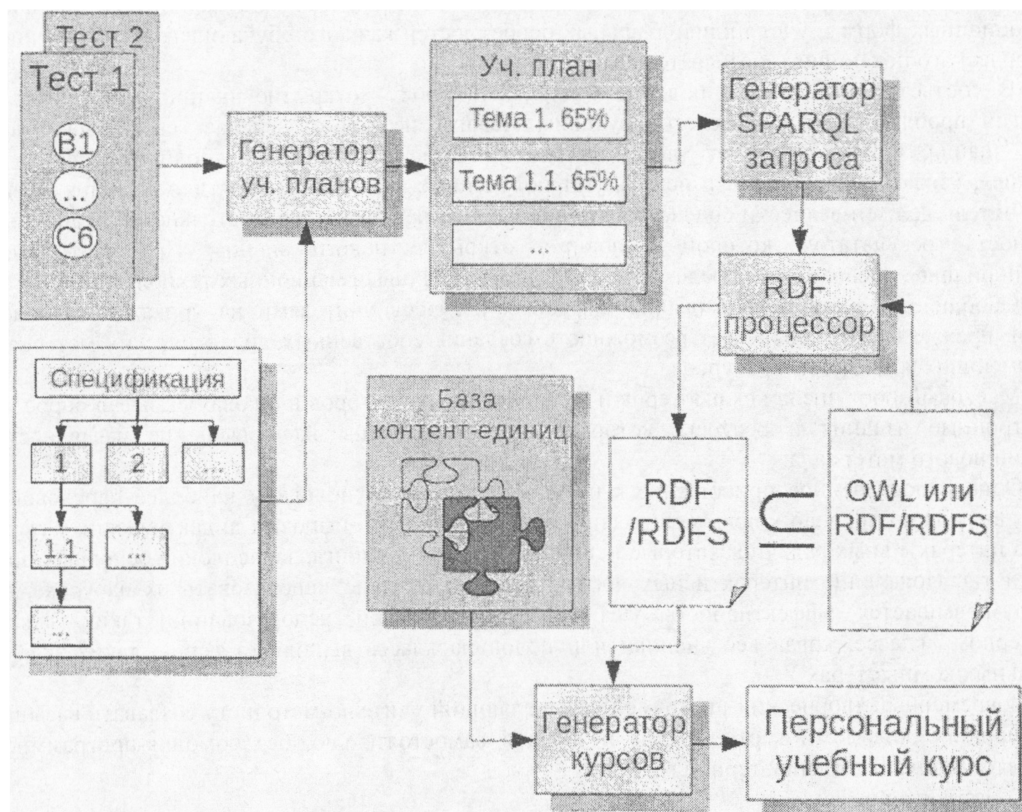 Тест 2
Тест 1
B1
...
C6
Генератор
уч. планов
Уч. план
Тема 1. 65%
Тема 1.1. 65%
...
Генератор
SPARQL
запроса
RDF
процессор
Спецификация
1
2
...
1
...
...
База
контент-единиц
RDF
/RDFS
OWL или
RDF/RDFS
Генератор
курсов
Персональный
учебный курс